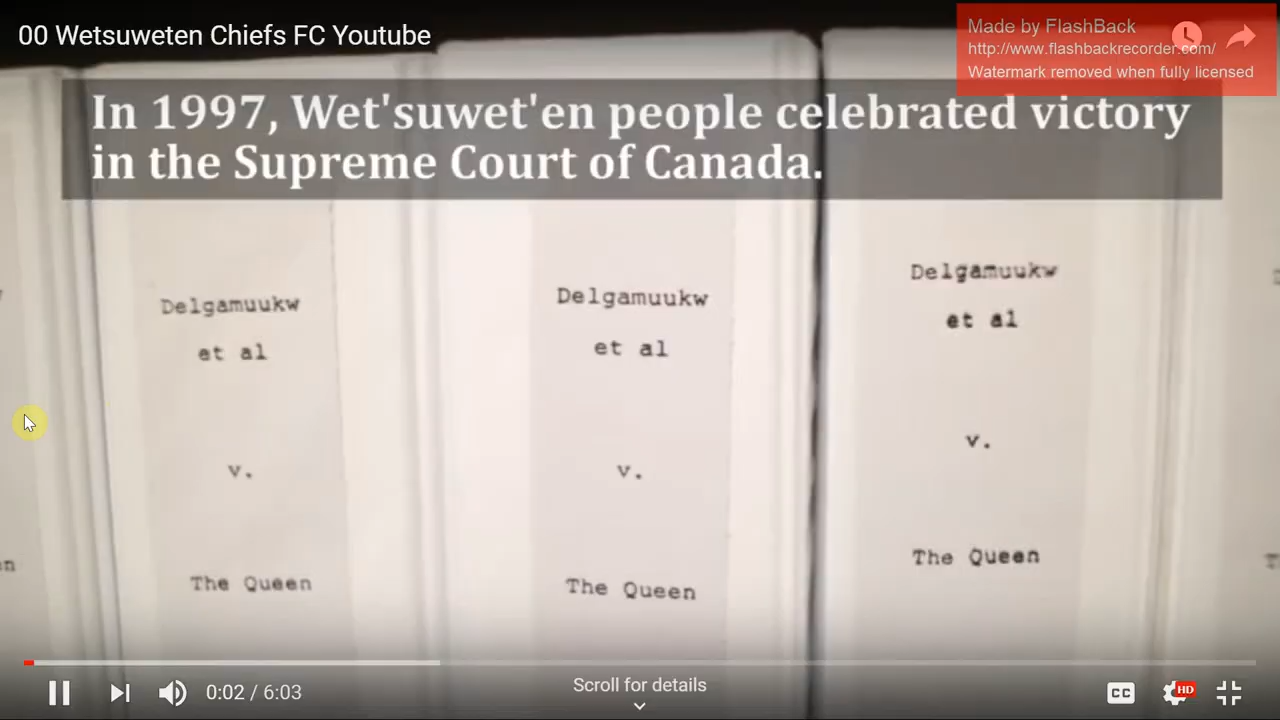 00 Wetsuweten Chiefs FC Youtube
Made by FlashBack
http://www.flashbackrecorder.com/
Watermark removed when fully licensed
In 1997, Wet'suwet'en people celebrated victory
in the Supreme Court of Canada.
Delgamuukw
et al
v.
The Queen
Delgamuukw
et al
v.
The Queen
Delgamuukw
et al
v.
The Queen
0:02 / 6:03
Scroll for details
CC
HD